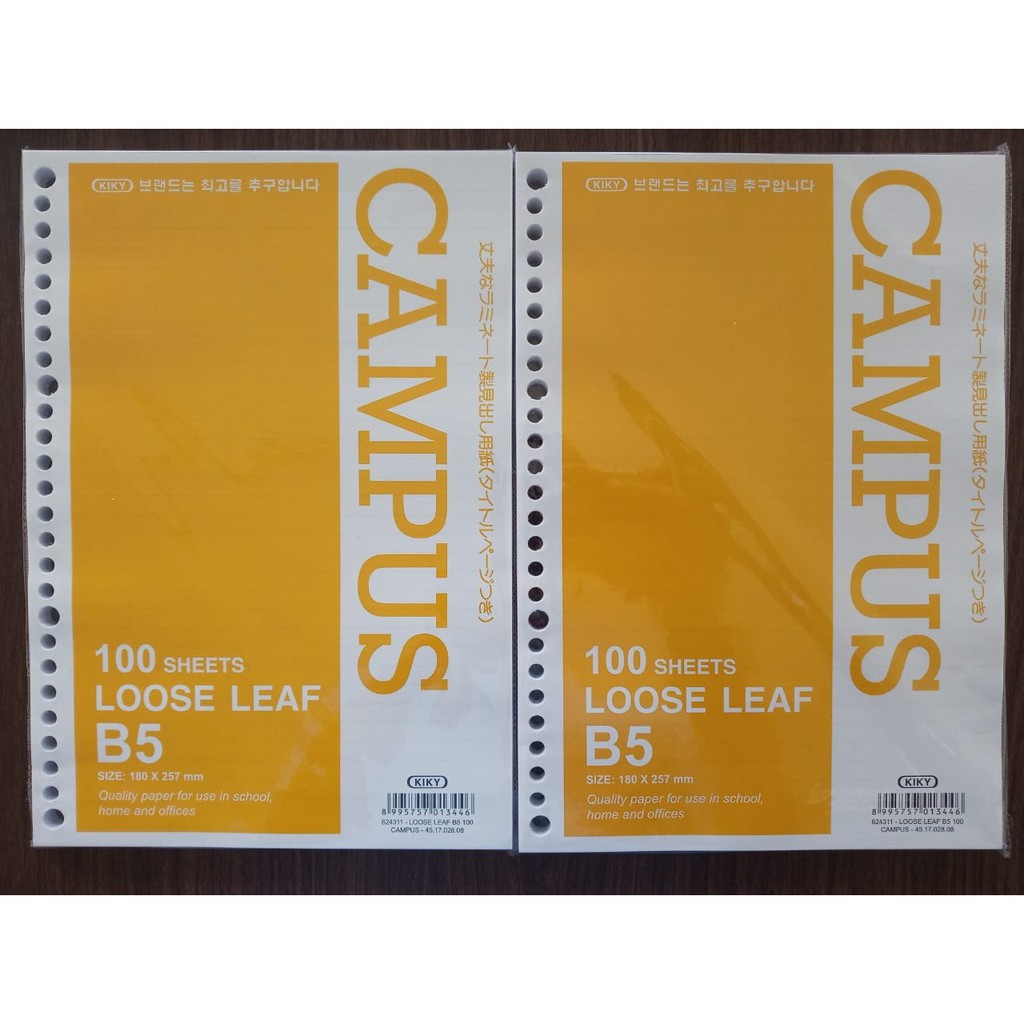 KIKY 브랜드는 최고를 추구합니다
CAMPUS
丈夫なラミネート製見出し用紙(タイトルページつき)
100 SHEETS
LOOSE LEAF
B5
SIZE: 180 X 257 mm
Quality paper for use in school,
home and offices
KIKY
8 995757 013446
624311 - LOOSE LEAF B5 100
CAMPUS - 45.17.028.08
KIKY 브랜드는 최고를 추구합니다
CAMPUS
丈夫なラミネート製見出し用紙(タイトルページつき)
100 SHEETS
LOOSE LEAF
B5
SIZE: 180 X 257 mm
Quality paper for use in school,
home and offices
KIKY
8 995757 013446
624311 - LOOSE LEAF B5 100
CAMPUS - 45.17.028.08